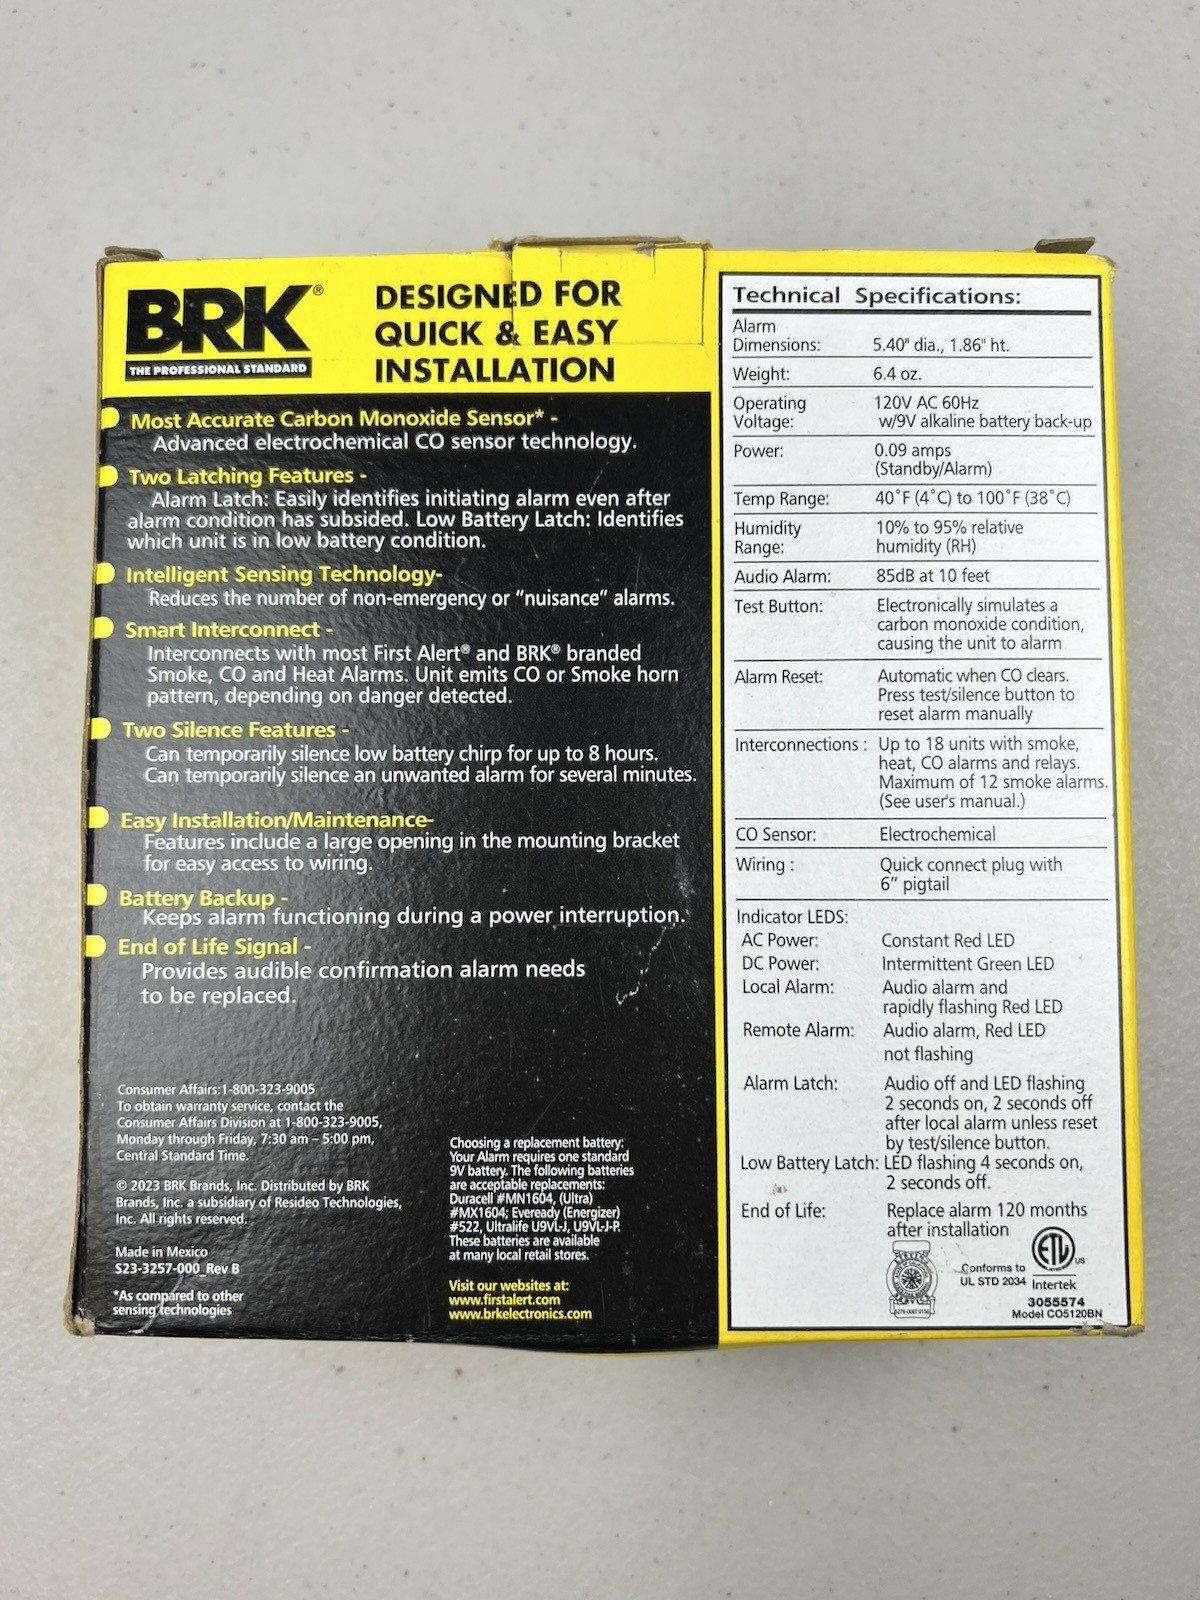 BRK®
THE PROFESSIONAL STANDARD
DESIGNED FOR
QUICK & EASY
INSTALLATION
Most Accurate Carbon Monoxide Sensor* -
Advanced electrochemical CO sensor technology.
Two Latching Features -
Alarm Latch: Easily identifies initiating alarm even after
alarm condition has subsided. Low Battery Latch: Identifies
which unit is in low battery condition.
Intelligent Sensing Technology-
Reduces the number of non-emergency or “nuisance” alarms.
Smart Interconnect -
Interconnects with most First Alert® and BRK® branded
Smoke, CO and Heat Alarms. Unit emits CO or Smoke horn
pattern, depending on danger detected.
Two Silence Features -
Can temporarily silence low battery chirp for up to 8 hours.
Can temporarily silence an unwanted alarm for several minutes.
Easy Installation/Maintenance-
Features include a large opening in the mounting bracket
for easy access to wiring.
Battery Backup -
Keeps alarm functioning during a power interruption.
End of Life Signal -
Provides audible confirmation alarm needs
to be replaced.
Consumer Affairs:1-800-323-9005
To obtain warranty service, contact the
Consumer Affairs Division at 1-800-323-9005,
Monday through Friday, 7:30 am – 5:00 pm,
Central Standard Time.
© 2023 BRK Brands, Inc. Distributed by BRK
Brands, Inc. a subsidiary of Resideo Technologies,
Inc. All rights reserved.
Made in Mexico
S23-3257-000_Rev B
*As compared to other
sensing technologies
Choosing a replacement battery:
Your Alarm requires one standard
9V battery. The following batteries
are acceptable replacements:
Duracell #MN1604, (Ultra)
#MX1604; Eveready (Energizer)
#522, Ultralife U9VL-J, U9VL-J-P.
These batteries are available
at many local retail stores.
Visit our websites at:
www.firstalert.com
www.brkelectronics.com
Technical Specifications:
Alarm
Dimensions: 5.40" dia., 1.86" ht.
Weight: 6.4 oz.
Operating 120V AC 60Hz
Voltage: w/9V alkaline battery back-up
Power: 0.09 amps
(Standby/Alarm)
Temp Range: 40˚F (4˚C) to 100˚F (38˚C)
Humidity 10% to 95% relative
Range: humidity (RH)
Audio Alarm: 85dB at 10 feet
Test Button: Electronically simulates a
carbon monoxide condition,
causing the unit to alarm
Alarm Reset: Automatic when CO clears.
Press test/silence button to
reset alarm manually
Interconnections : Up to 18 units with smoke,
heat, CO alarms and relays.
Maximum of 12 smoke alarms.
(See user's manual.)
CO Sensor: Electrochemical
Wiring : Quick connect plug with
6” pigtail
Indicator LEDS:
AC Power: Constant Red LED
DC Power: Intermittent Green LED
Local Alarm: Audio alarm and
rapidly flashing Red LED
Remote Alarm: Audio alarm, Red LED
not flashing
Alarm Latch: Audio off and LED flashing
2 seconds on, 2 seconds off
after local alarm unless reset
by test/silence button.
Low Battery Latch: LED flashing 4 seconds on,
2 seconds off.
End of Life: Replace alarm 120 months
after installation
Conforms to
UL STD 2034
ETL
LISTED
US
Intertek
3055574
Model CO5120BN